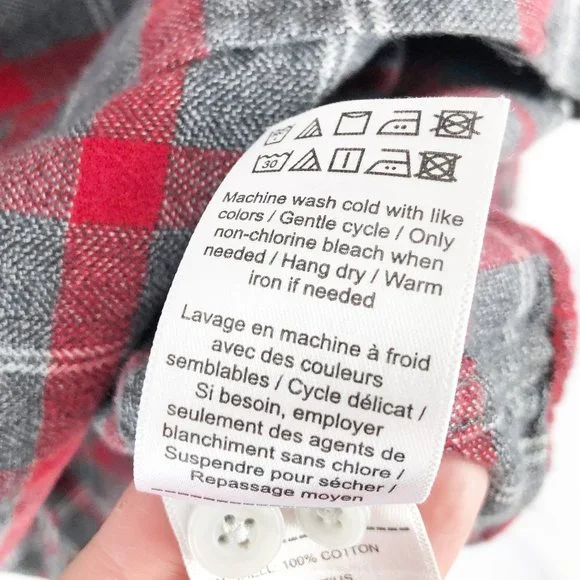 30
Machine wash cold with like
colors / Gentle cycle / Only
non-chlorine bleach when
needed / Hang dry / Warm
iron if needed
Lavage en machine à froid
avec des couleurs
semblables / Cycle délicat /
Si besoin, employer
seulement des agents de
blanchiment sans chlore /
Suspendre pour sécher /
Repassage moyen
100% COTTON